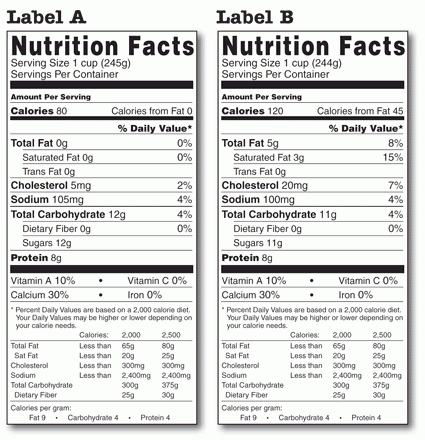 Label A
Nutrition Facts
Serving Size 1 cup (245g)
Servings Per Container
Amount Per Serving
Calories 80 Calories from Fat 0
% Daily Value*
Total Fat 0g 0%
Saturated Fat 0g 0%
Trans Fat 0g
Cholesterol 5mg 2%
Sodium 105mg 4%
Total Carbohydrate 12g 4%
Dietary Fiber 0g 0%
Sugars 12g
Protein 8g
Vitamin A 10% • Vitamin C 0%
Calcium 30% • Iron 0%
* Percent Daily Values are based on a 2,000 calorie diet.
Your Daily Values may be higher or lower depending on
your calorie needs.
Calories: 2,000 2,500
Total Fat Less than 65g 80g
Sat Fat Less than 20g 25g
Cholesterol Less than 300mg 300mg
Sodium Less than 2,400mg 2,400mg
Total Carbohydrate 300g 375g
Dietary Fiber 25g 30g
Calories per gram:
Fat 9 • Carbohydrate 4 • Protein 4
Label B
Nutrition Facts
Serving Size 1 cup (244g)
Servings Per Container
Amount Per Serving
Calories 120 Calories from Fat 45
% Daily Value*
Total Fat 5g 8%
Saturated Fat 3g 15%
Trans Fat 0g
Cholesterol 20mg 7%
Sodium 100mg 4%
Total Carbohydrate 11g 4%
Dietary Fiber 0g 0%
Sugars 11g
Protein 8g
Vitamin A 10% • Vitamin C 0%
Calcium 30% • Iron 0%
* Percent Daily Values are based on a 2,000 calorie diet.
Your Daily Values may be higher or lower depending on
your calorie needs.
Calories: 2,000 2,500
Total Fat Less than 65g 80g
Sat Fat Less than 20g 25g
Cholesterol Less than 300mg 300mg
Sodium Less than 2,400mg 2,400mg
Total Carbohydrate 300g 375g
Dietary Fiber 25g 30g
Calories per gram:
Fat 9 • Carbohydrate 4 • Protein 4